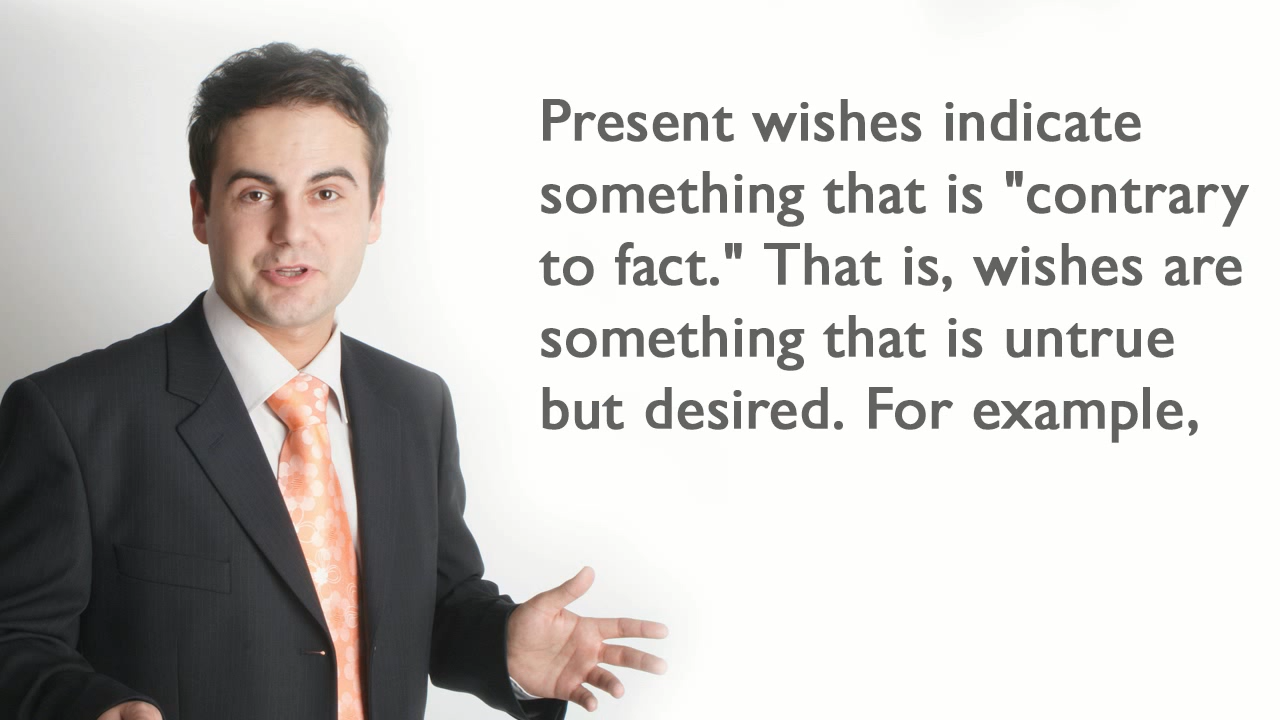 Present wishes indicate
something that is "contrary
to fact." That is, wishes are
something that is untrue
but desired. For example,